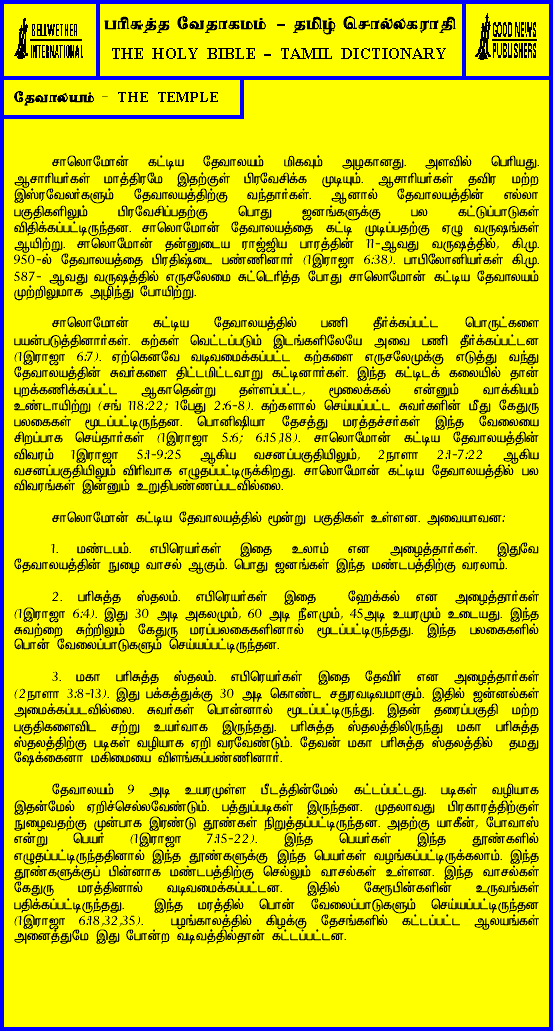 BELLWETHER
INTERNATIONAL
பரிசுத்த வேதாகமம் – தமிழ் சொல்லகராதி
THE HOLY BIBLE – TAMIL DICTIONARY
GOOD NEWS
PUBLISHERS
தேவாலயம் – THE TEMPLE
சாலொமோன் கட்டிய தேவாலயம் மிகவும் அழகானது. அளவில் பெரியது.
ஆசாரியர்கள் மாத்திரமே இதற்குள் பிரவேசிக்க முடியும். ஆசாரியர்கள் தவிர மற்ற
இஸ்ரவேலர்களும் தேவாலயத்திற்கு வந்தார்கள். ஆனால் தேவாலயத்தின் எல்லா
பகுதிகளிலும் பிரவேசிப்பதற்கு பொது ஜனங்களுக்கு பல கட்டுப்பாடுகள்
விதிக்கப்பட்டிருந்தன. சாலொமோன் தேவாலயத்தை கட்டி முடிப்பதற்கு ஏழு வருஷங்கள்
ஆயிற்று. சாலொமோன் தன்னுடைய ராஜ்ஜிய பாரத்தின் 11-ஆவது வருஷத்தில், கி.மு.
950-ல் தேவாலயத்தை பிரதிஷ்டை பண்ணினார் (1இராஜா 6:38). பாபிலோனியர்கள் கி.மு.
587- ஆவது வருஷத்தில் எருசலேமை சுட்டெரித்த போது சாலொமோன் கட்டிய தேவாலயம்
முற்றிலுமாக அழிந்து போயிற்று.
சாலொமோன் கட்டிய தேவாலயத்தில் பணி தீர்க்கப்பட்ட பொருட்களை
பயன்படுத்தினார்கள். கற்கள் வெட்டப்படும் இடங்களிலேயே அவை பணி தீர்க்கப்பட்டன
(1இராஜா 6:7). ஏற்கெனவே வடிவமைக்கப்பட்ட கற்களை எருசலேமுக்கு எடுத்து வந்து
தேவாலயத்தின் சுவர்களை திட்டமிட்டவாறு கட்டினார்கள். இந்த கட்டிடக் கலையில் தான்
புறக்கணிக்கப்பட்ட ஆகாதென்று தள்ளப்பட்ட, மூலைக்கல் என்னும் வாக்கியம்
உண்டாயிற்று (சங் 118:22; 1பேது 2:6-8). கற்களால் செய்யப்பட்ட சுவர்களின் மீது கேதுரு
பலகைகள் மூடப்பட்டிருந்தன. பொனிஷியா தேசத்து மரத்தச்சர்கள் இந்த வேலையை
சிறப்பாக செய்தார்கள் (1இராஜா 5:6; 6:15,18). சாலொமோன் கட்டிய தேவாலயத்தின்
விவரம் 1இராஜா 5:1-9:25 ஆகிய வசனப்பகுதியிலும், 2நாளா 2:1-7:22 ஆகிய
வசனப்பகுதியிலும் விரிவாக எழுதப்பட்டிருக்கிறது. சாலொமோன் கட்டிய தேவாலயத்தில் பல
விவரங்கள் இன்னும் உறுதிபண்ணப்படவில்லை.
சாலொமோன் கட்டிய தேவாலயத்தில் மூன்று பகுதிகள் உள்ளன. அவையாவன:
1. மண்டபம். எபிரெயர்கள் இதை உலாம் என அழைத்தார்கள். இதுவே
தேவாலயத்தின் நுழை வாசல் ஆகும். பொது ஜனங்கள் இந்த மண்டபத்திற்கு வரலாம்.
2. பரிசுத்த ஸ்தலம். எபிரெயர்கள் இதை ஹேக்கல் என அழைத்தார்கள்
(1இராஜா 6:4). இது 30 அடி அகலமும், 60 அடி நீளமும், 45அடி உயரமும் உடையது. இந்த
சுவற்றை சுற்றிலும் கேதுரு மரப்பலகைகளினால் மூடப்பட்டிருந்தது. இந்த பலகைகளில்
பொன் வேலைப்பாடுகளும் செய்யப்பட்டிருந்தன.
3. மகா பரிசுத்த ஸ்தலம். எபிரெயர்கள் இதை தேவிர் என அழைத்தார்கள்
(2நாளா 3:8-13). இது பக்கத்துக்கு 30 அடி கொண்ட சதுரவடிவமாகும். இதில் ஜன்னல்கள்
அமைக்கப்படவில்லை. சுவர்கள் பொன்னால் மூடப்பட்டிருந்து. இதன் தரைப்பகுதி மற்ற
பகுதிகளைவிட சற்று உயர்வாக இருந்தது. பரிசுத்த ஸ்தலத்திலிருந்து மகா பரிசுத்த
ஸ்தலத்திற்கு படிகள் வழியாக ஏறி வரவேண்டும். தேவன் மகா பரிசுத்த ஸ்தலத்தில் தமது
ஷேக்கைனா மகிமையை விளங்கப்பண்ணினார்.
தேவாலயம் 9 அடி உயரமுள்ள பீடத்தின்மேல் கட்டப்பட்டது. படிகள் வழியாக
இதன்மேல் ஏறிச்செல்லவேண்டும். பத்துப்படிகள் இருந்தன. முதலாவது பிரகாரத்திற்குள்
நுழைவதற்கு முன்பாக இரண்டு தூண்கள் நிறுத்தப்பட்டிருந்தன. அதற்கு யாகீன், போவாஸ்
என்று பெயர் (1இராஜா 7:15-22). இந்த பெயர்கள் இந்த தூண்களில்
எழுதப்பட்டிருந்ததினால் இந்த தூண்களுக்கு இந்த பெயர்கள் வழங்கப்பட்டிருக்கலாம். இந்த
தூண்களுக்குப் பின்னாக மண்டபத்திற்கு செல்லும் வாசல்கள் உள்ளன. இந்த வாசல்கள்
கேதுரு மரத்தினால் வடிவமைக்கப்பட்டன. இதில் கேரூபின்களின் உருவங்கள்
பதிக்கப்பட்டிருந்தது. இந்த மரத்தில் பொன் வேலைப்பாடுகளும் செய்யப்பட்டிருந்தன
(1இராஜா 6:18,32,35). பழங்காலத்தில் கிழக்கு தேசங்களில் கட்டப்பட்ட ஆலயங்கள்
அனைத்துமே இது போன்ற வடிவத்தில்தான் கட்டப்பட்டன.